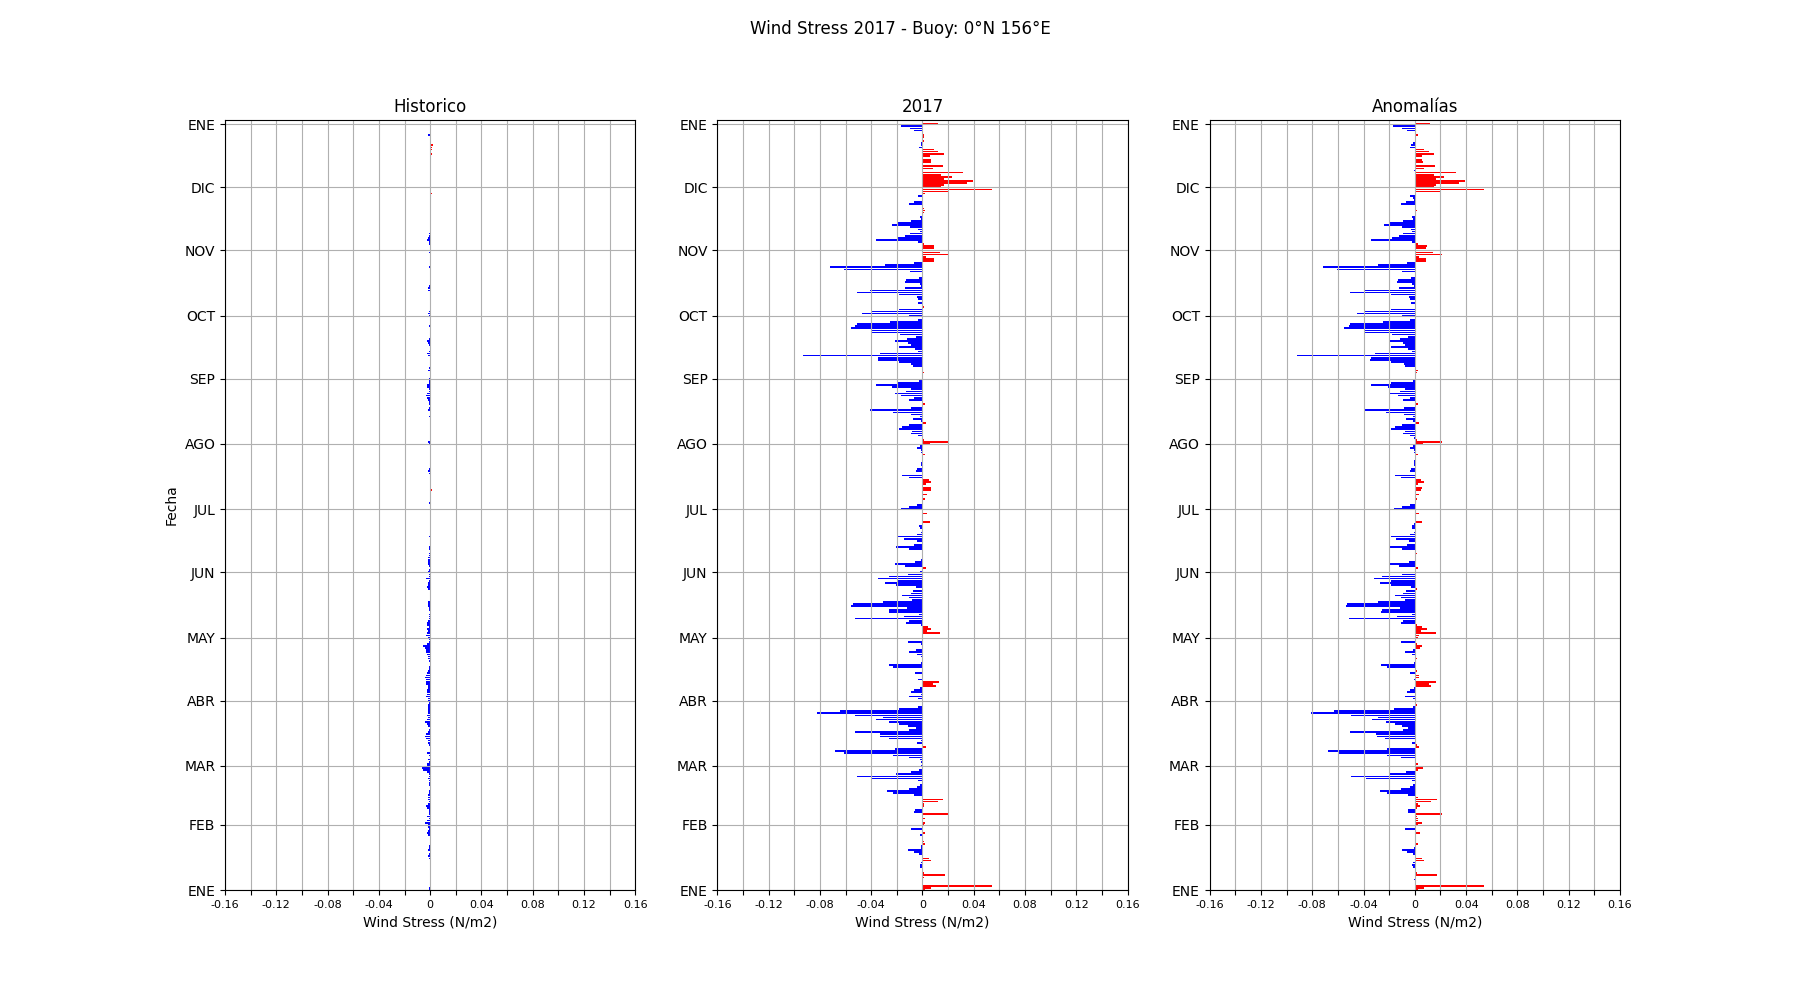 Wind Stress 2017 - Buoy: 0°N 156°E
Historico
2017
Anomalías
Fecha
ENE
DIC
NOV
OCT
SEP
AGO
JUL
JUN
MAY
ABR
MAR
FEB
ENE
-0.16 -0.12 -0.08 -0.04 0 0.04 0.08 0.12 0.16
Wind Stress (N/m2)
ENE
DIC
NOV
OCT
SEP
AGO
JUL
JUN
MAY
ABR
MAR
FEB
ENE
-0.16 -0.12 -0.08 -0.04 0 0.04 0.08 0.12 0.16
Wind Stress (N/m2)
ENE
DIC
NOV
OCT
SEP
AGO
JUL
JUN
MAY
ABR
MAR
FEB
ENE
-0.16 -0.12 -0.08 -0.04 0 0.04 0.08 0.12 0.16
Wind Stress (N/m2)